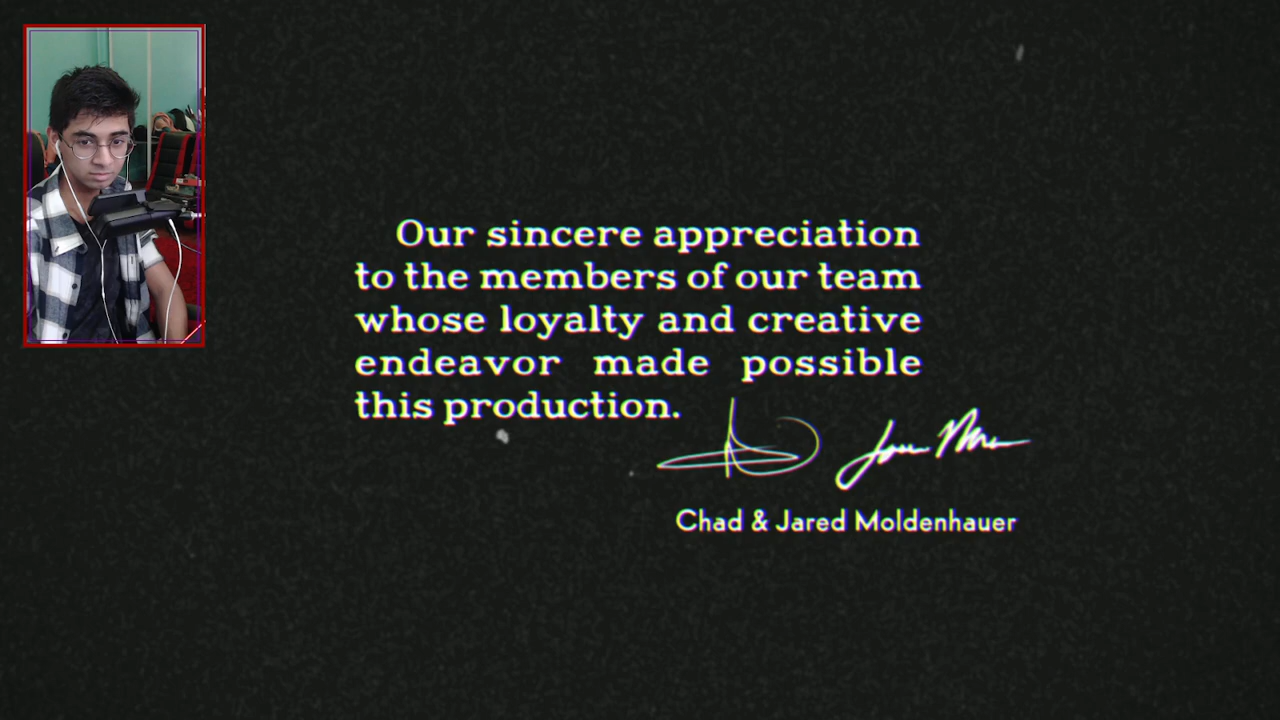 Our sincere appreciation
to the members of our team
whose loyalty and creative
endeavor made possible
this production.
Chad & Jared Moldenhauer